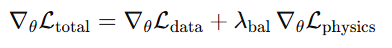 ∇θℒtotal = ∇θℒdata + λbal ∇θℒphysics